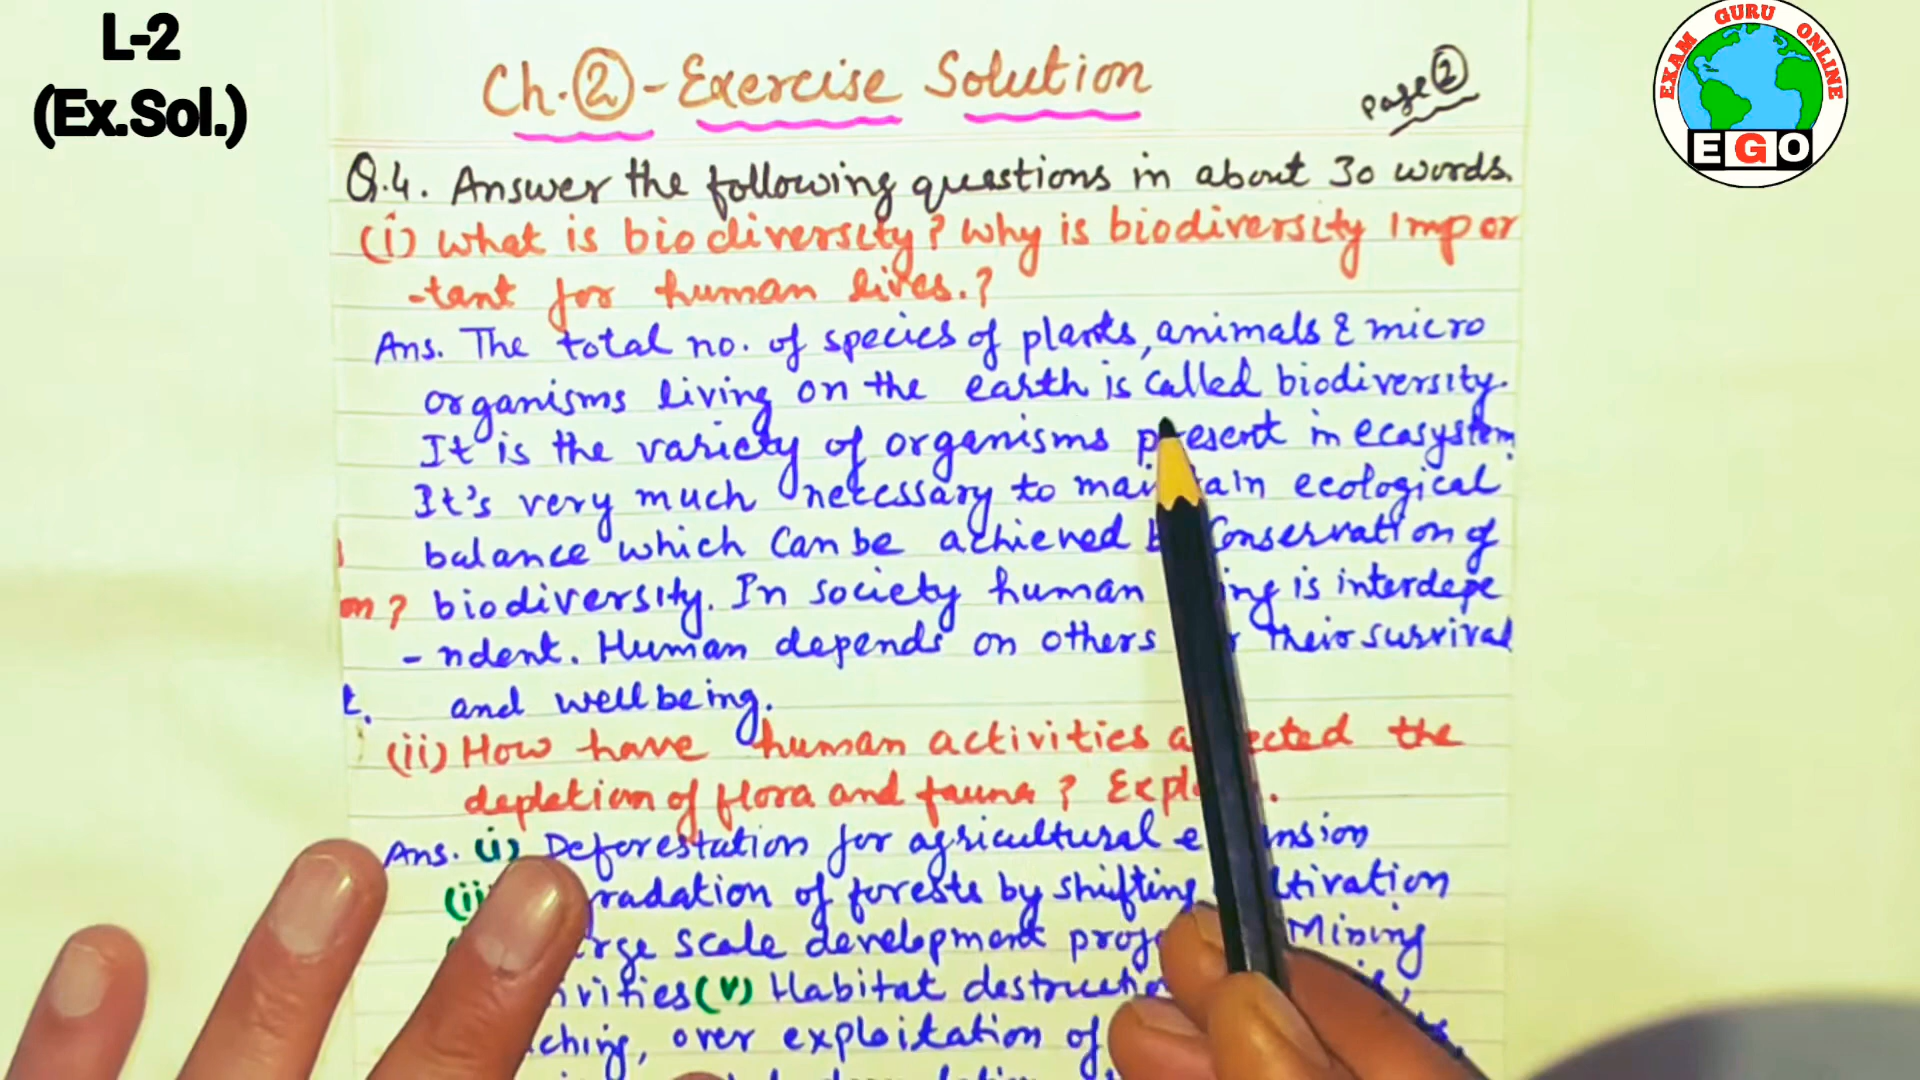 L-2
(Ex.Sol.)
Ch.② - Exercise Solution
Page ②
EXAM GURU ONLINE
EGO
Q.4. Answer the following questions in about 30 words.
(i) What is biodiversity? Why is biodiversity impor
-tant for human lives.?
Ans. The total no. of species of plants, animals & micro
organisms living on the earth is called biodiversity.
It is the variety of organisms present in ecosystem.
It's very much necessary to maintain ecological
balance which can be achieved conservation of
on? biodiversity. In society human is interdepe
-ndent. Human depends on others their survival
t. and wellbeing.
(ii) How have human activities affected the
depletion of flora and fauna?
Ans. (i) Deforestation for agricultural
of forests by shifting
scale development Mining
(v) Habitat
over exploitation of